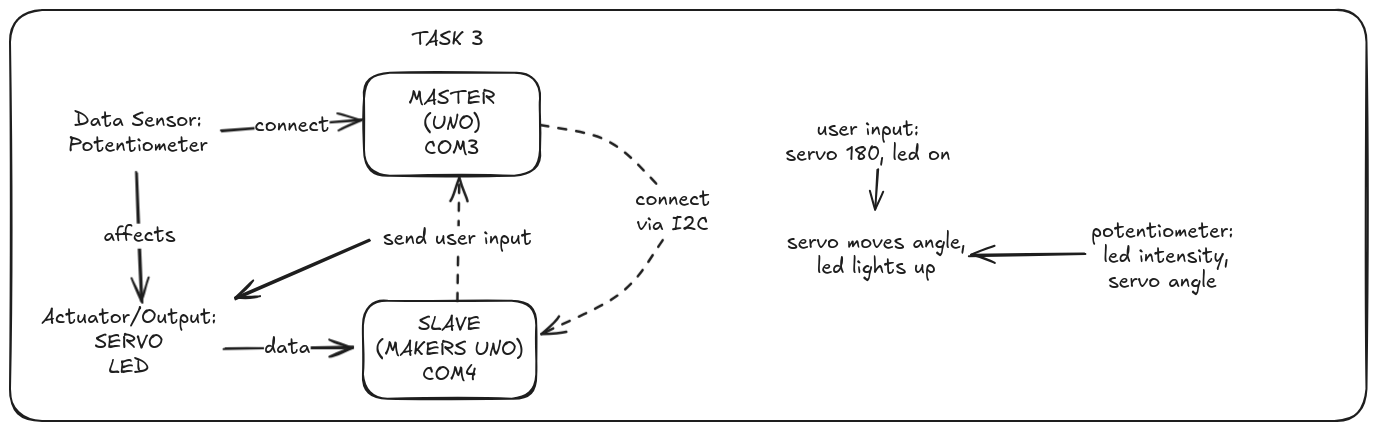 TASK 3
Data Sensor:
Potentiometer
connect
MASTER
(UNO)
COM3
affects
send user input
connect
via I2C
Actuator/Output:
SERVO
LED
data
SLAVE
(MAKERS UNO)
COM4
user input:
servo 180, led on
servo moves angle,
led lights up
potentiometer:
led intensity,
servo angle